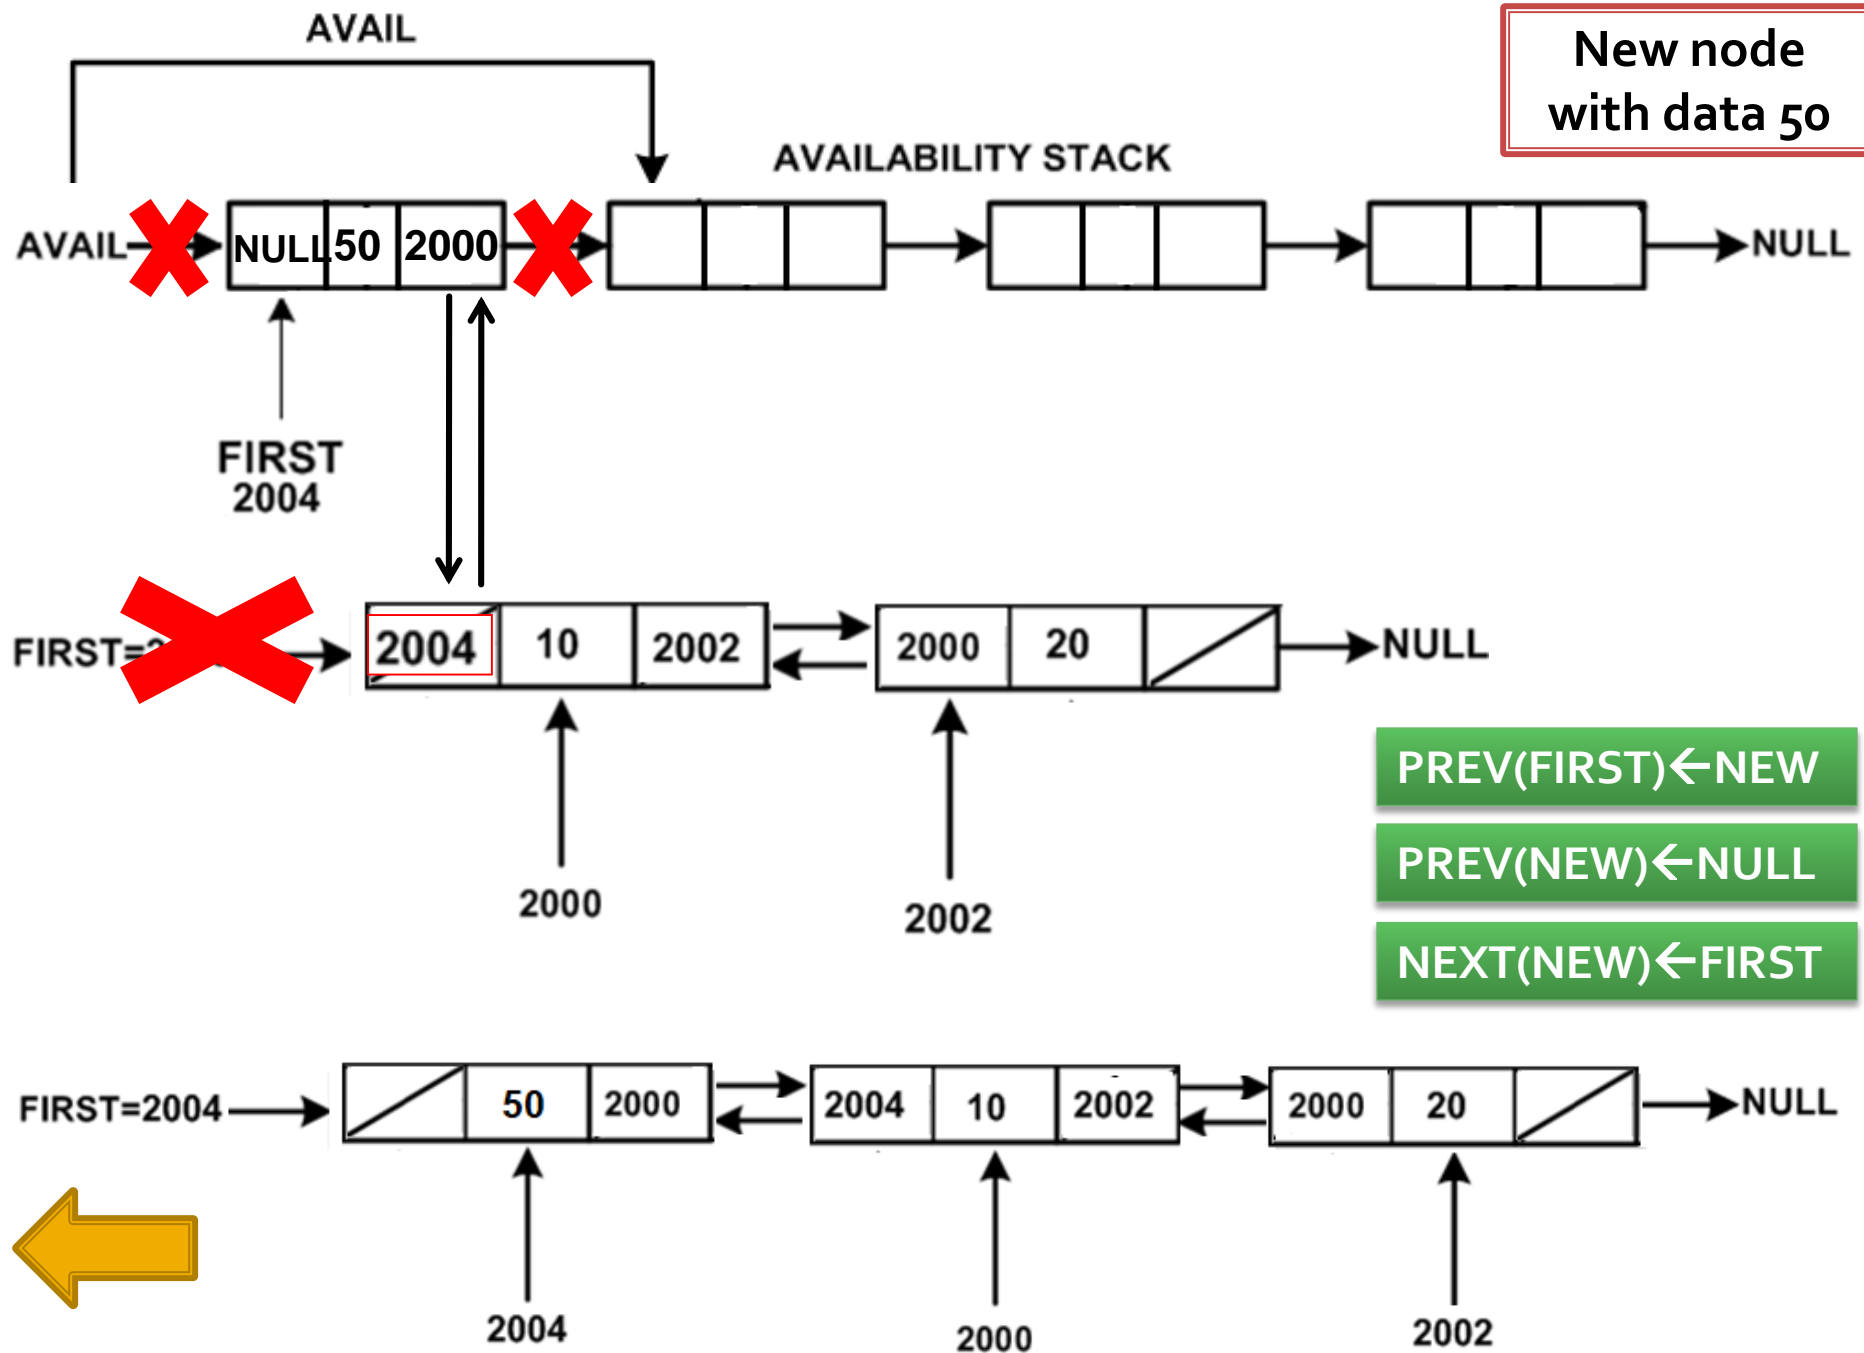 AVAIL
New node
with data 50
AVAILABILITY STACK
AVAIL
NULL 50 2000
NULL
FIRST
2004
FIRST=
2004 10 2002
2000 20
NULL
2000
2002
PREV(FIRST)←NEW
PREV(NEW)←NULL
NEXT(NEW)←FIRST
FIRST=2004
50 2000
2004 10 2002
2000 20
NULL
2004
2000
2002